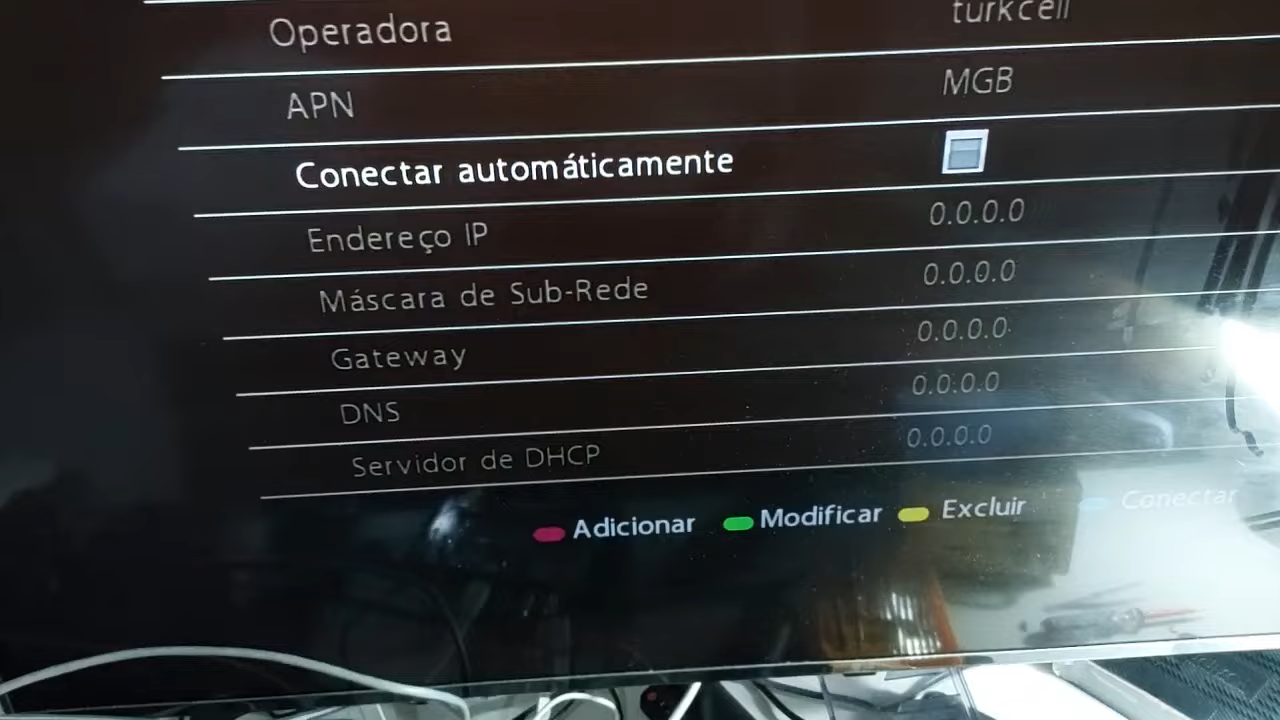 Operadora turkcell
APN MGB
Conectar automáticamente
Endereço IP 0.0.0.0
Máscara de Sub-Rede 0.0.0.0
Gateway 0.0.0.0
DNS 0.0.0.0
Servidor de DHCP 0.0.0.0
Adicionar Modificar Excluir Conectar